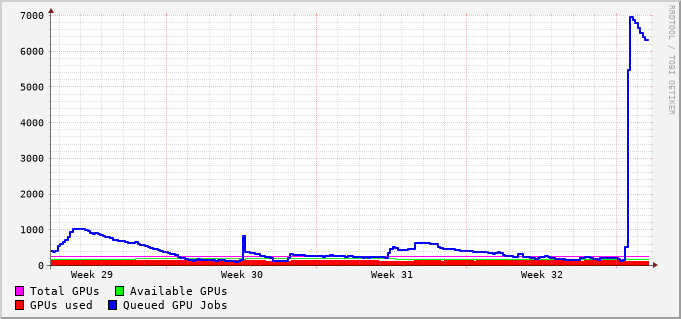 7000
6000
5000
4000
3000
2000
1000
0
Week 29 Week 30 Week 31 Week 32
Total GPUs Available GPUs
GPUs used Queued GPU Jobs
RRDTOOL / TOBI OETIKER